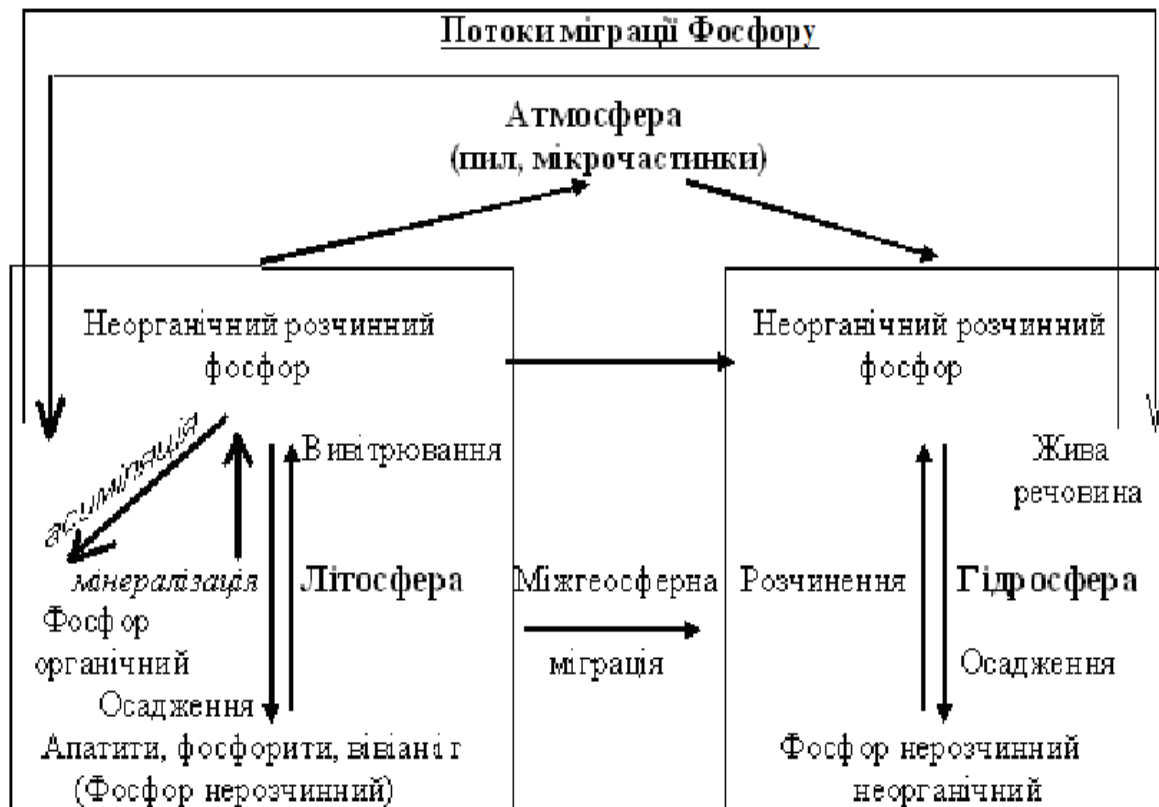 Потоки міграції Фосфору
Атмосфера
(пил, мікрочастинки)
Неорганічний розчинний
фосфор
асиміляція
Вивітрювання
мінералізація
Літосфера
Фосфор
органічний
Осадження
Апатити, фосфорити, вівіаніт
(Фосфор нерозчинний)
Міжгеосферна
міграція
Неорганічний розчинний
фосфор
Жива
речовина
Розчинення
Гідросфера
Осадження
Фосфор нерозчинний
неорганічний